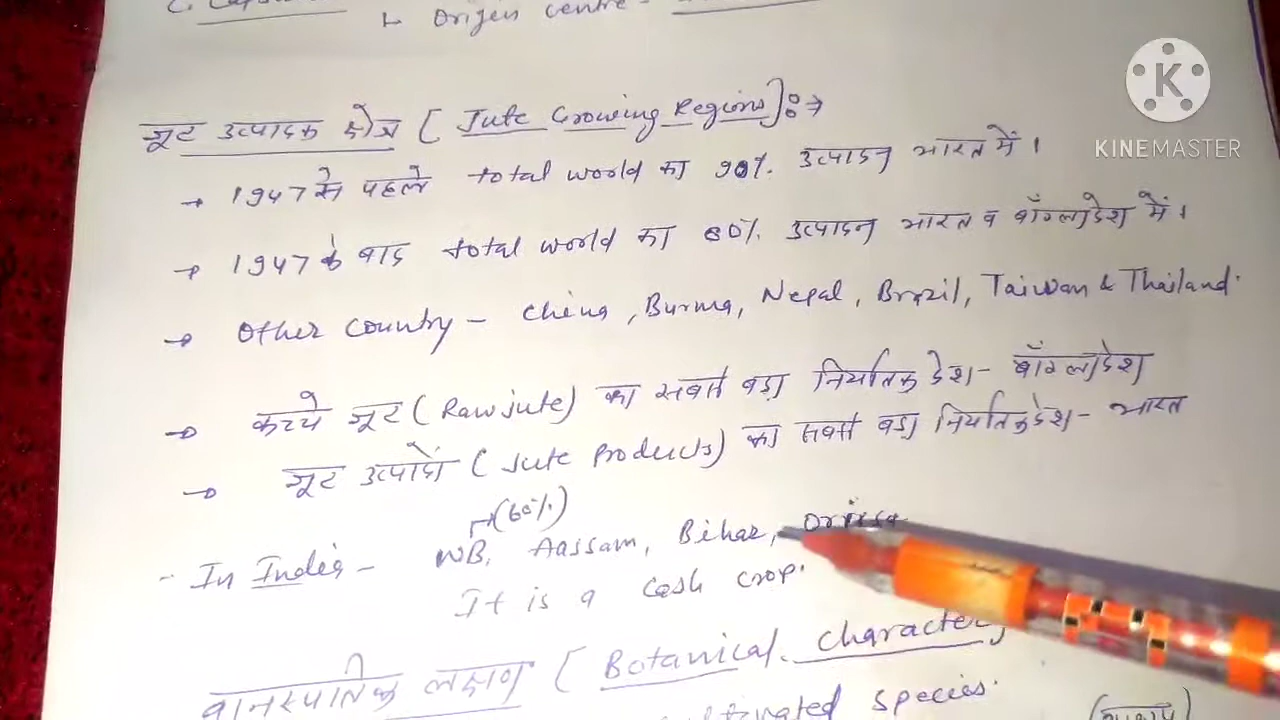 Origin centre -
K
KINEMASTER
जूट उत्पादक क्षेत्र [Jute Growing Regions]:→
→ 1947 से पहले total world का 90%. उत्पादन भारत में।
→ 1947 के बाद total world का 80%. उत्पादन भारत व बाँग्लादेश में।
→ Other Country - China, Burma, Nepal, Brazil, Taiwan & Thailand.
→ कच्चे जूट (Raw jute) का सबसे बड़ा निर्यातक देश - बाँग्लादेश
→ जूट उत्पादों (Jute Products) का सबसे बड़ा निर्यातक देश - भारत
(60%)
- In India - WB, Aassam, Bihar, Orissa
It is a cash crop.
वानस्पातिक लक्षण [Botanical character]
species.